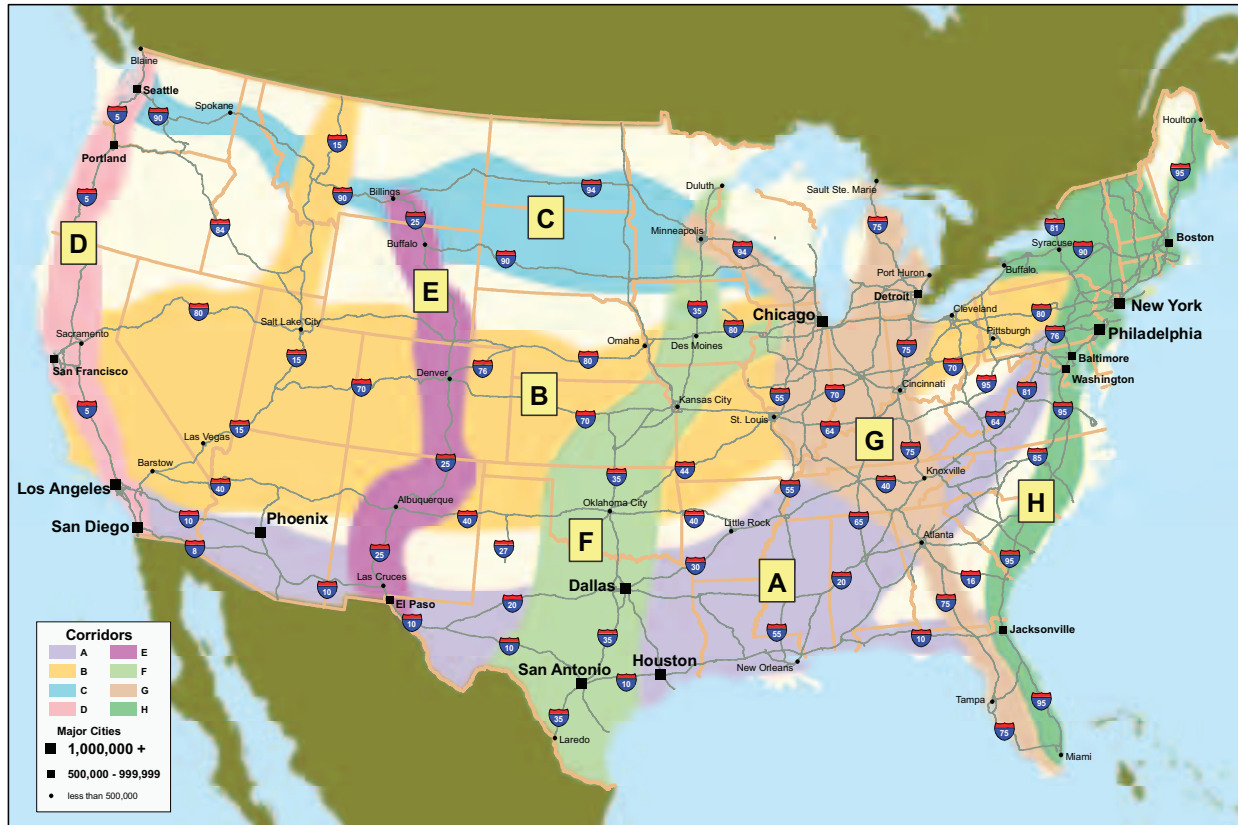 Blaine
Seattle
5
90
Spokane
15
Houlton
95
Portland
Duluth
Sault Ste. Marie
94
Billings
90
5
25
75
81
C
84
Minneapolis
Syracuse
90
Boston
D
Buffalo
94
90
Buffalo
Port Huron
E
Detroit
New York
80
Salt Lake City
35
Chicago
Cleveland
80
Sacramento
80
Omaha
Des Moines
Pittsburgh
76
Philadelphia
San Francisco
15
80
75
Baltimore
Denver
76
70
Washington
70
B
Cincinnati
95
81
5
55
70
Kansas City
95
70
St. Louis
64
15
64
G
Las Vegas
75
85
25
44
Barstow
35
Knoxville
Los Angeles
40
55
40
H
Albuquerque
Oklahoma City
10
Phoenix
40
40
65
San Diego
Little Rock
F
Atlanta
8
25
27
95
30
A
Las Cruces
Dallas
20
16
10
El Paso
20
75
10
Jacksonville
35
55
10
10
Houston
San Antonio
New Orleans
10
Tampa
95
35
75
Laredo
Miami
Corridors
A E
B F
C G
D H
Major Cities
1,000,000 +
500,000 - 999,999
less than 500,000